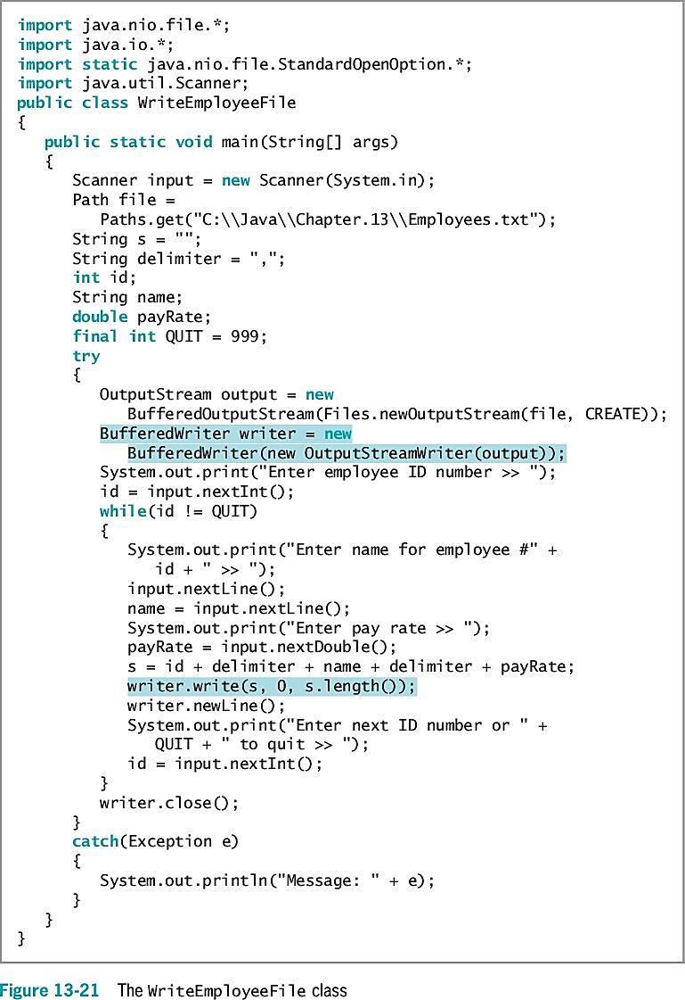 import java.nio.file.*;
import java.io.*;
import static java.nio.file.StandardOpenOption.*;
import java.util.Scanner;
public class WriteEmployeeFile
{
   public static void main(String[] args)
   {
      Scanner input = new Scanner(System.in);
      Path file =
         Paths.get("C:\\Java\\Chapter.13\\Employees.txt");
      String s = "";
      String delimiter = ",";
      int id;
      String name;
      double payRate;
      final int QUIT = 999;
      try
      {
         OutputStream output = new
            BufferedOutputStream(Files.newOutputStream(file, CREATE));
         BufferedWriter writer = new
            BufferedWriter(new OutputStreamWriter(output));
         System.out.print("Enter employee ID number >> ");
         id = input.nextInt();
         while(id != QUIT)
         {
            System.out.print("Enter name for employee #" +
               id + " >> ");
            input.nextLine();
            name = input.nextLine();
            System.out.print("Enter pay rate >> ");
            payRate = input.nextDouble();
            s = id + delimiter + name + delimiter + payRate;
            writer.write(s, 0, s.length());
            writer.newLine();
            System.out.print("Enter next ID number or " +
               QUIT + " to quit >> ");
            id = input.nextInt();
         }
         writer.close();
      }
      catch(Exception e)
      {
         System.out.println("Message: " + e);
      }
   }
}
Figure 13-21 The WriteEmployeeFile class